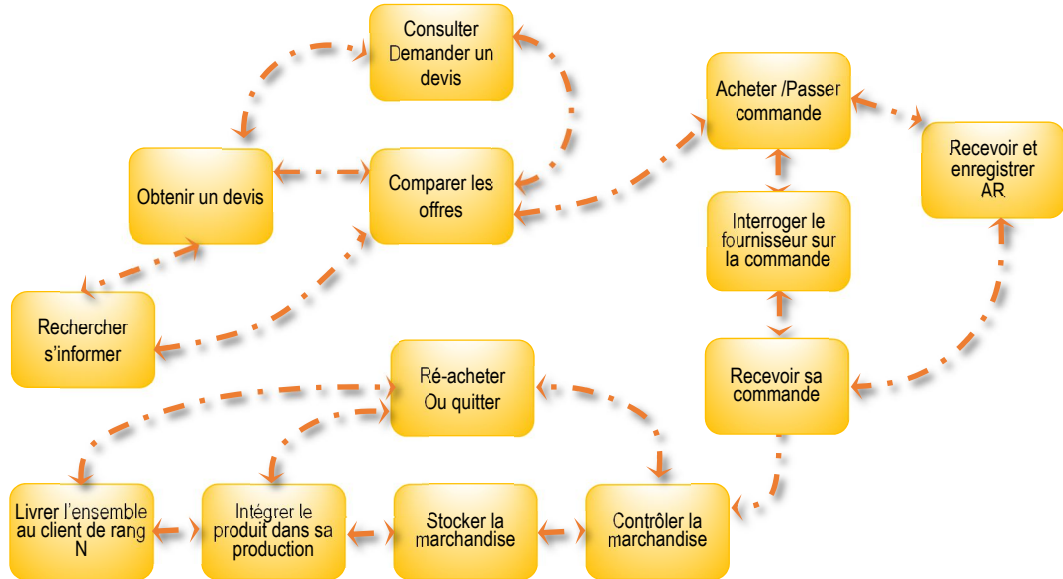 Consulter
Demander un
devis
Acheter /Passer
commande
Recevoir et
enregistrer
AR
Obtenir un devis
Comparer les
offres
Interroger le
fournisseur sur
la commande
Rechercher
s’informer
Ré-acheter
Ou quitter
Recevoir sa
commande
Livrer l’ensemble
au client de rang
N
Intégrer le
produit dans sa
production
Stocker la
marchandise
Contrôler la
marchandise